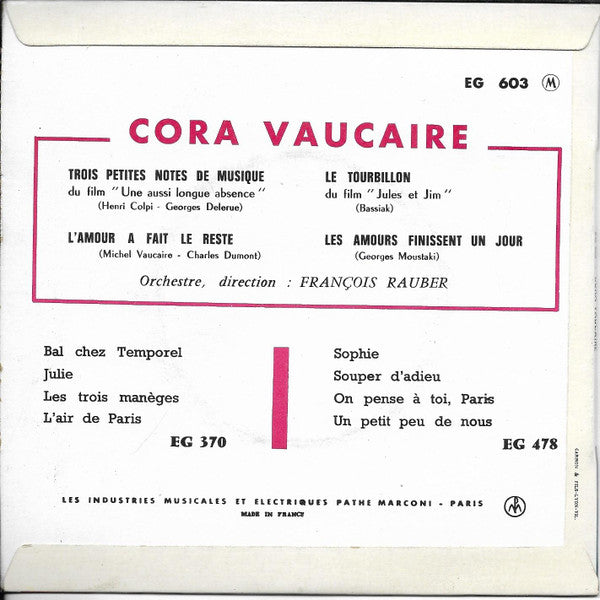 EG 603 M
CORA VAUCAIRE
TROIS PETITES NOTES DE MUSIQUE
du film "Une aussi longue absence"
(Henri Colpi - Georges Delerue)
L'AMOUR A FAIT LE RESTE
(Michel Vaucaire - Charles Dumont)
LE TOURBILLON
du film "Jules et Jim"
(Bassiak)
LES AMOURS FINISSENT UN JOUR
(Georges Moustaki)
Orchestre, direction : FRANÇOIS RAUBER
Bal chez Temporel
Julie
Les trois manèges
L'air de Paris
EG 370
Sophie
Souper d'adieu
On pense à toi, Paris
Un petit peu de nous
EG 478
LES INDUSTRIES MUSICALES ET ELECTRIQUES PATHE MARCONI - PARIS
MADE IN FRANCE